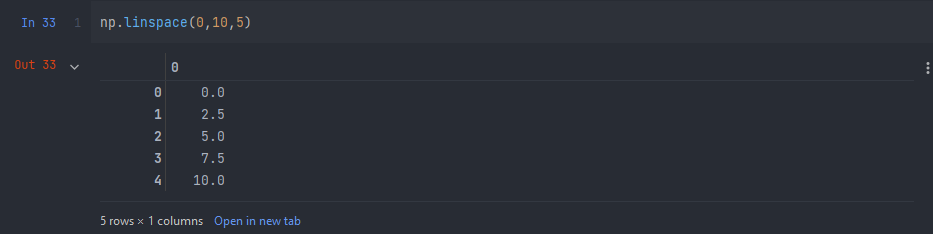 In 33 1 np.linspace(0,10,5)
Out 33
0
0 0.0
1 2.5
2 5.0
3 7.5
4 10.0
5 rows × 1 columns Open in new tab